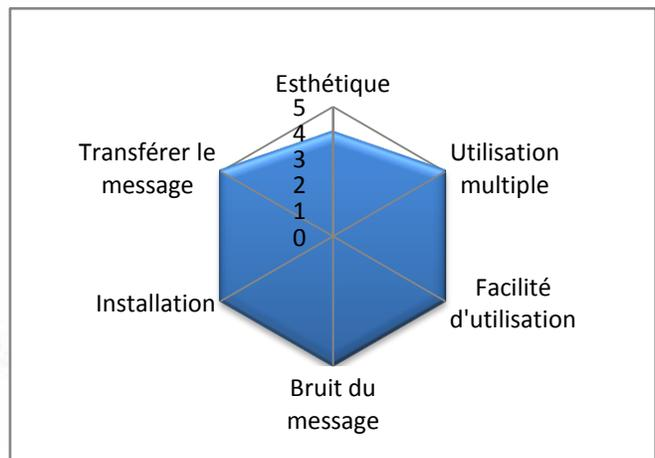 Esthétique
5
4
3
2
1
0
Utilisation
multiple
Facilité
d'utilisation
Bruit du
message
Installation
Transférer le
message